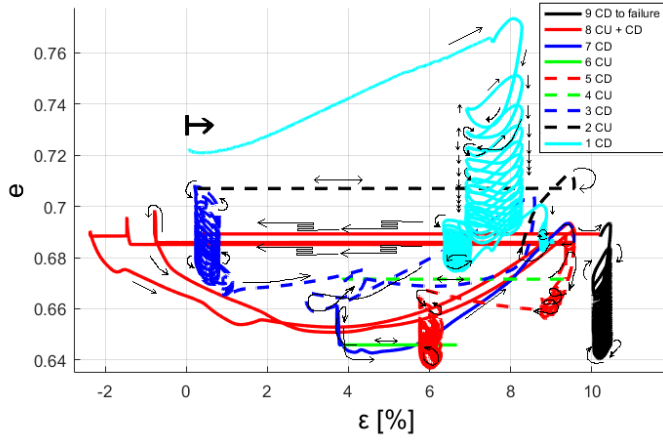 0.76
0.74
0.72
0.7
0.68
0.66
0.64
e
-2
0
2
4
6
8
10
ε [%]
9 CD to failure
8 CU + CD
7 CD
6 CU
5 CD
4 CU
3 CD
2 CU
1 CD